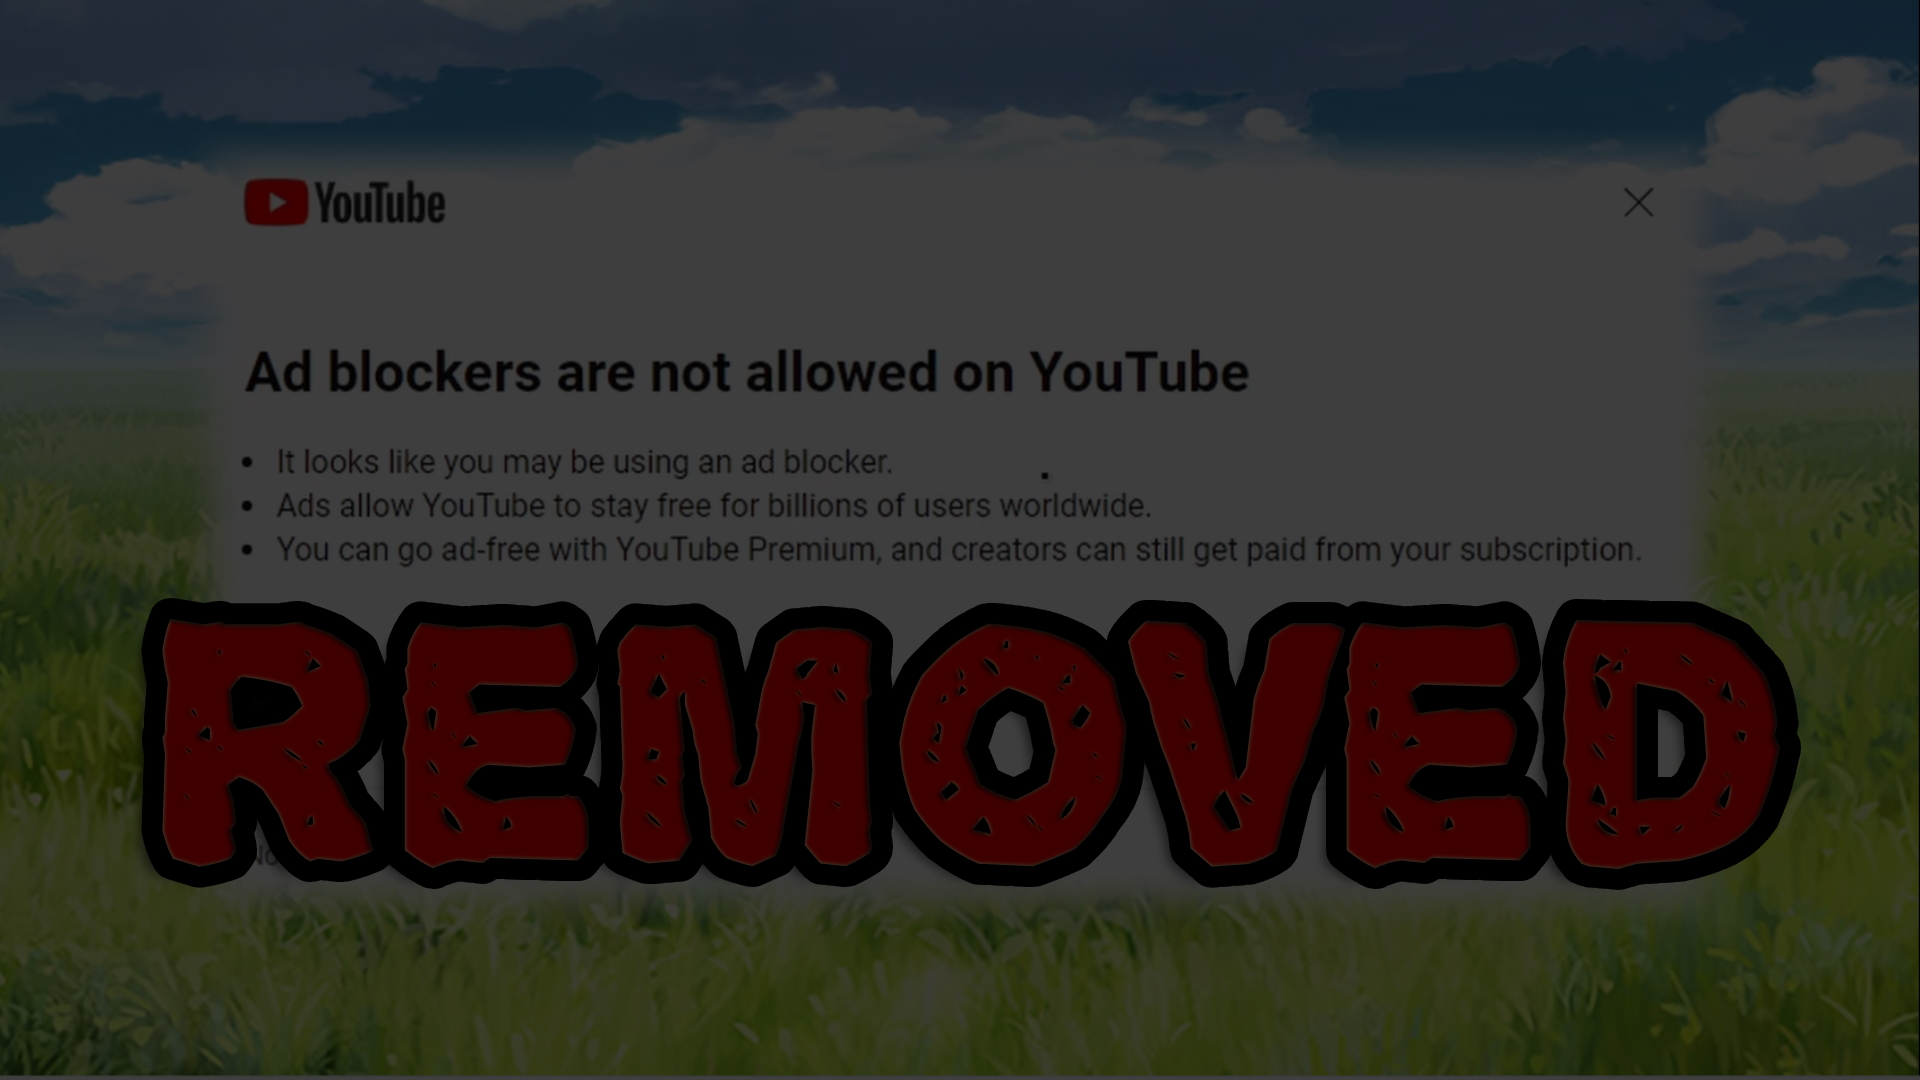 YouTube
Ad blockers are not allowed on YouTube
• It looks like you may be using an ad blocker.
• Ads allow YouTube to stay free for billions of users worldwide.
• You can go ad-free with YouTube Premium, and creators can still get paid from your subscription.
REMOVED